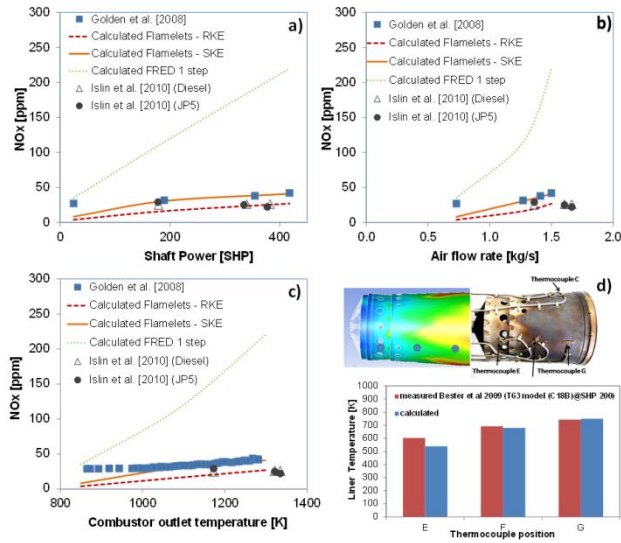 a)
300
250
200
150
100
50
0
NOx [ppm]
Golden et al. [2008]
Calculated Flamelets - RKE
Calculated Flamelets - SKE
Calculated FRED 1 step
Islin et al. [2010] (Diesel)
Islin et al. [2010] (JP5)
0 200 400
Shaft Power [SHP]
b)
300
250
200
150
100
50
0
NOx [ppm]
Golden et al. [2008]
Calculated Flamelets - RKE
Calculated Flamelets - SKE
Calculated FRED 1 step
Islin et al. [2010] (Diesel)
Islin et al. [2010] (JP5)
0.0 0.5 1.0 1.5 2.0
Air flow rate [kg/s]
c)
300
250
200
150
100
50
0
NOx [ppm]
Golden et al. [2008]
Calculated Flamelets - RKE
Calculated Flamelets - SKE
Calculated FRED 1 step
Islin et al. [2010] (Diesel)
Islin et al. [2010] (JP5)
800 1000 1200 1400
Combustor outlet temperature [K]
d)
Thermocouple C
Thermocouple E
Thermocouple G
1000
900
800
700
600
500
400
300
200
100
0
Liner Temperature [K]
measured Bester et al 2009 (T63 model (C18B)@SHP 200)
calculated
E F G
Thermocouple position